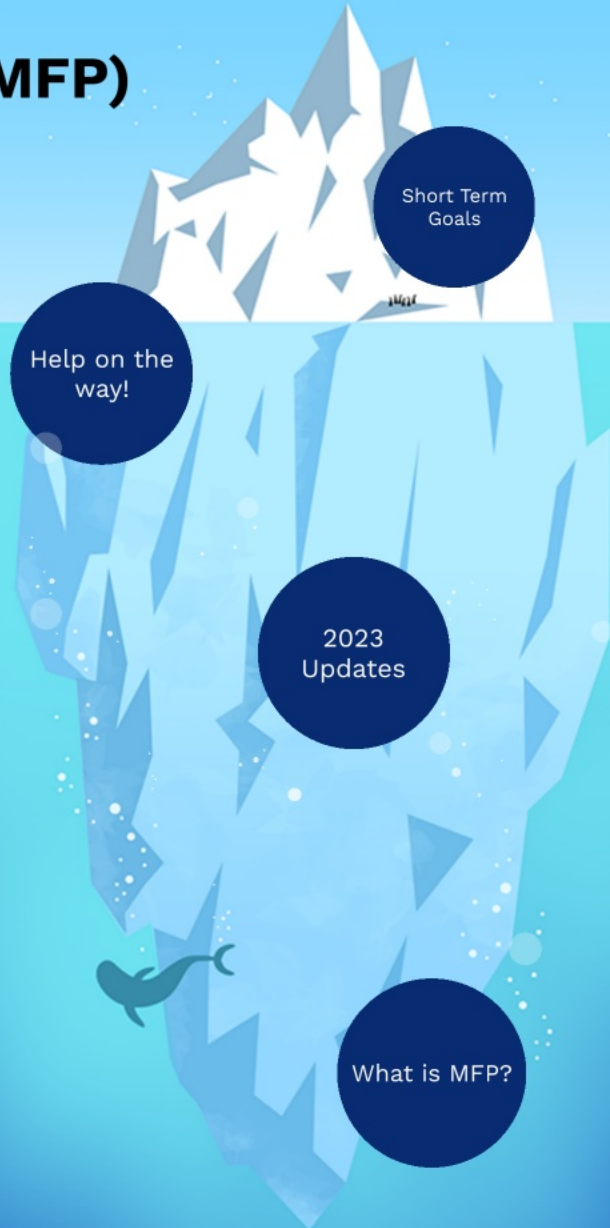 MFP)
Short Term
Goals
Help on the
way!
2023
Updates
What is MFP?